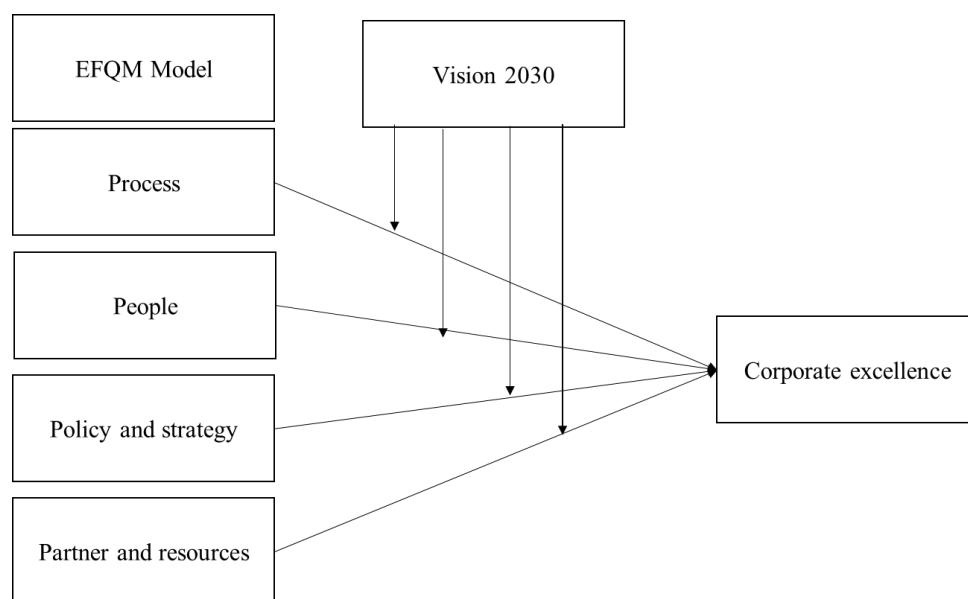 EFQM Model
Vision 2030
Process
People
Corporate excellence
Policy and strategy
Partner and resources